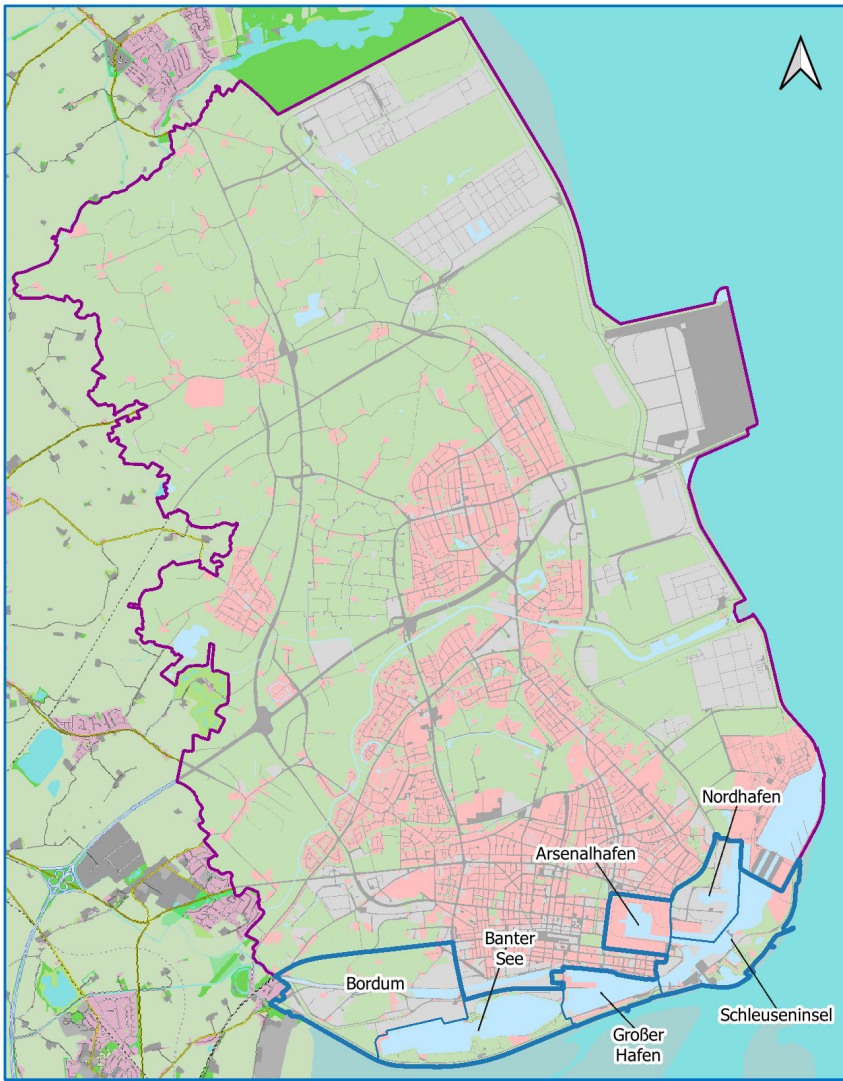 Nordhafen
Arsenalhafen
Banter
See
Bordum
Schleuseninsel
Großer
Hafen